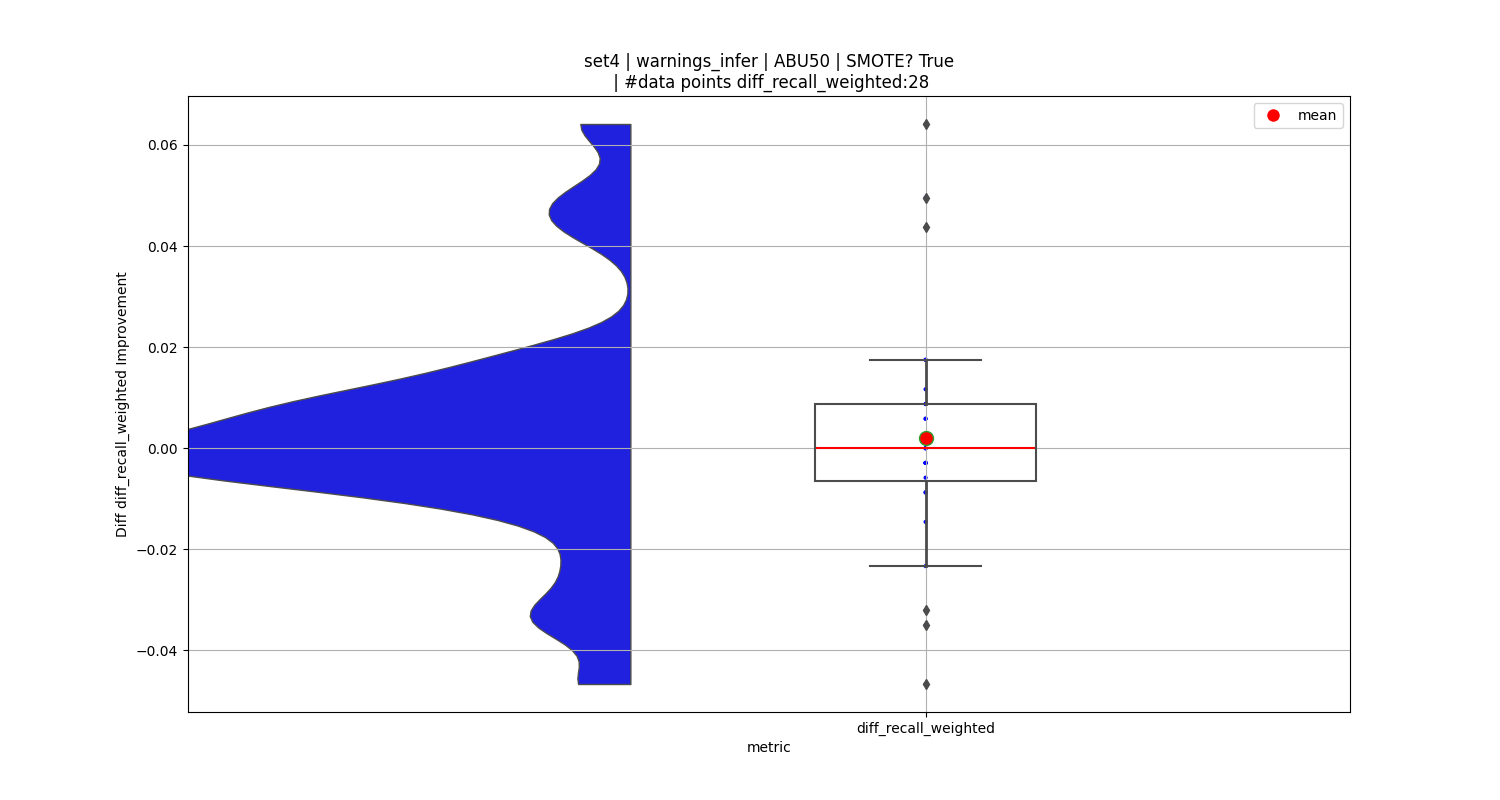 set4 | warnings_infer | ABU50 | SMOTE? True
| #data points diff_recall_weighted:28
mean
0.06
0.04
0.02
0.00
−0.02
−0.04
Diff diff_recall_weighted Improvement
diff_recall_weighted
metric